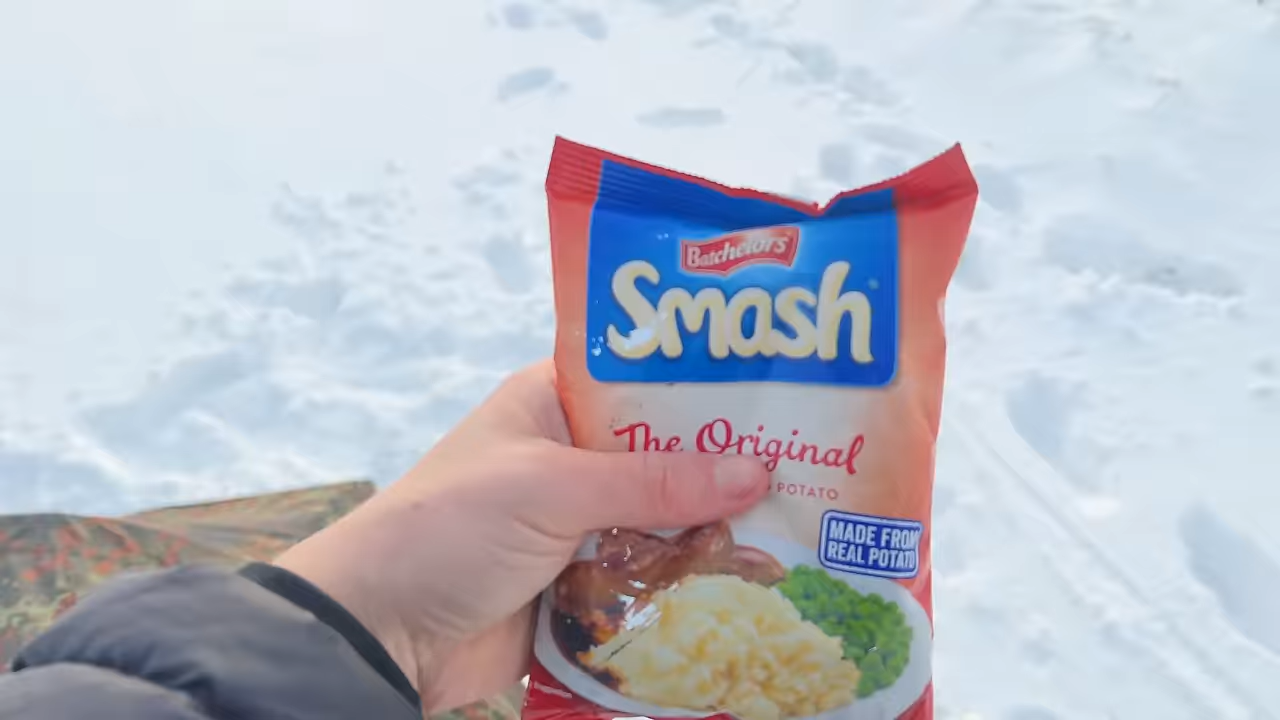 Batchelors
Smash
The Original
POTATO
MADE FROM
REAL POTATO